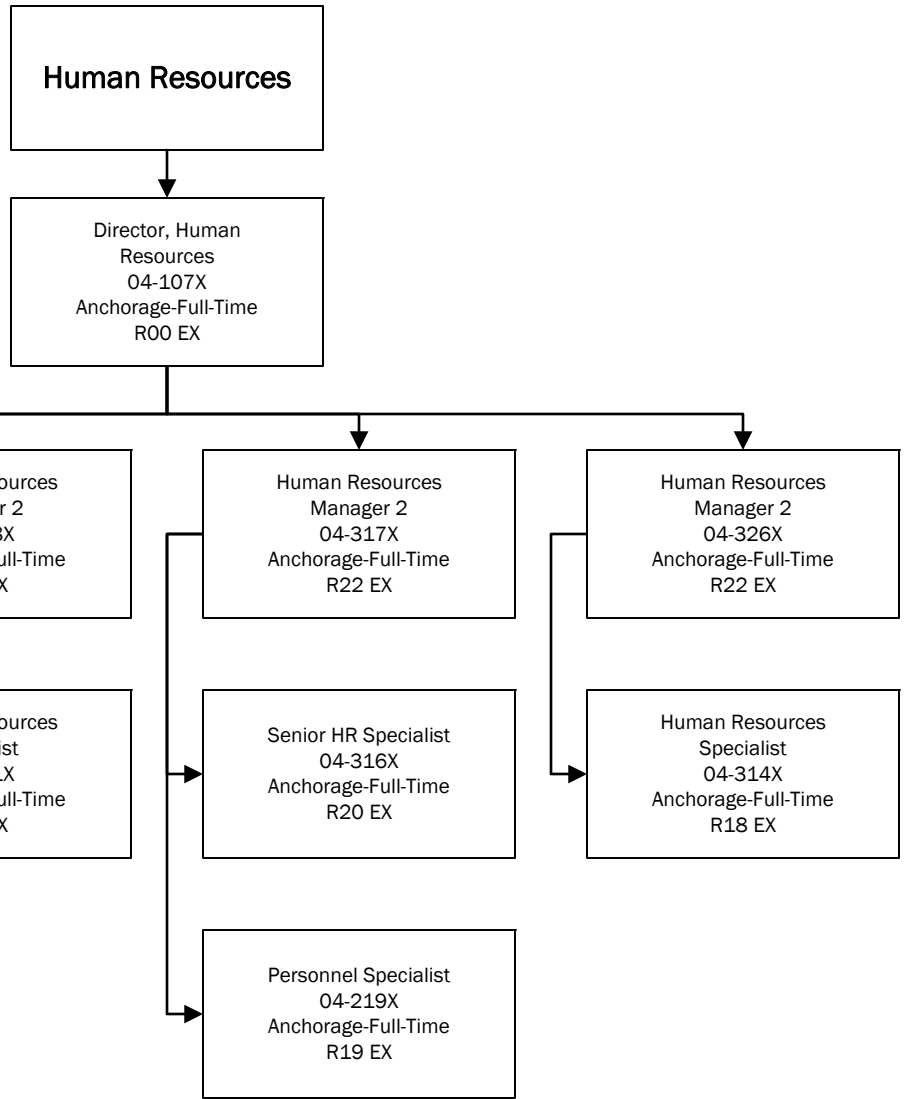 Human Resources
Director, Human
Resources
04-107X
Anchorage-Full-Time
R00 EX
2
Human Resources
Manager 2
04-317X
Anchorage-Full-Time
R22 EX
Human Resources
Manager 2
04-326X
Anchorage-Full-Time
R22 EX
Senior HR Specialist
04-316X
Anchorage-Full-Time
R20 EX
Human Resources
Specialist
04-314X
Anchorage-Full-Time
R18 EX
Personnel Specialist
04-219X
Anchorage-Full-Time
R19 EX